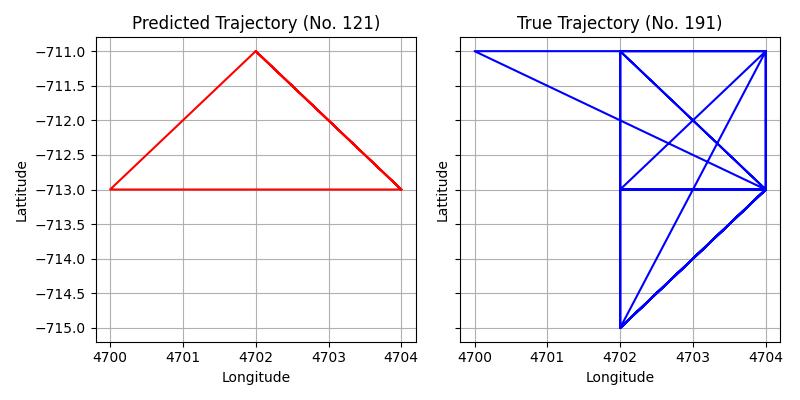 Predicted Trajectory (No. 121)
True Trajectory (No. 191)
−711.0
−711.5
−712.0
−712.5
−713.0
−713.5
−714.0
−714.5
−715.0
Lattitude
Lattitude
4700 4701 4702 4703 4704
4700 4701 4702 4703 4704
Longitude
Longitude